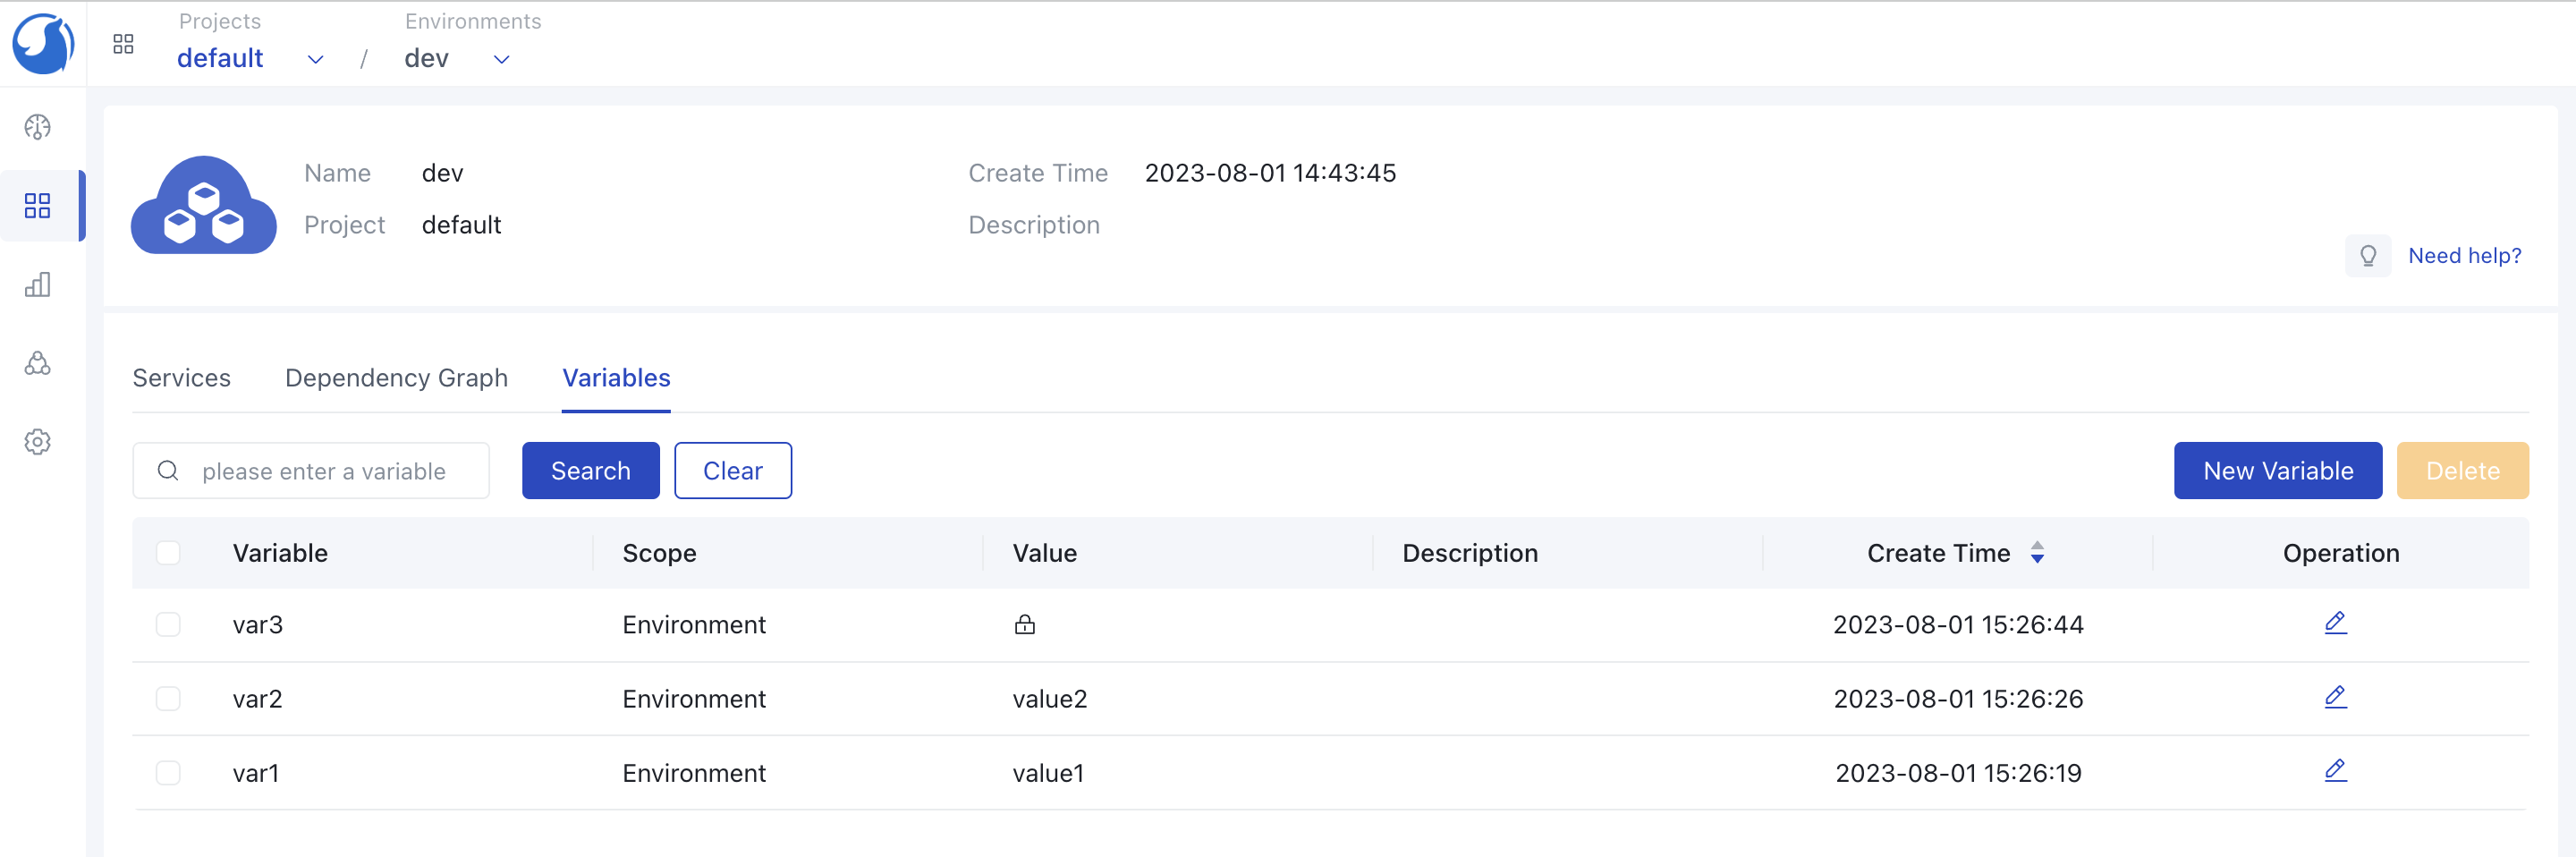 Projects
Environments
default / dev
Name dev
Create Time 2023-08-01 14:43:45
Project default
Description
Need help?
Services Dependency Graph Variables
please enter a variable Search Clear New Variable Delete
Variable Scope Value Description Create Time Operation
var3 Environment 2023-08-01 15:26:44
var2 Environment value2 2023-08-01 15:26:26
var1 Environment value1 2023-08-01 15:26:19